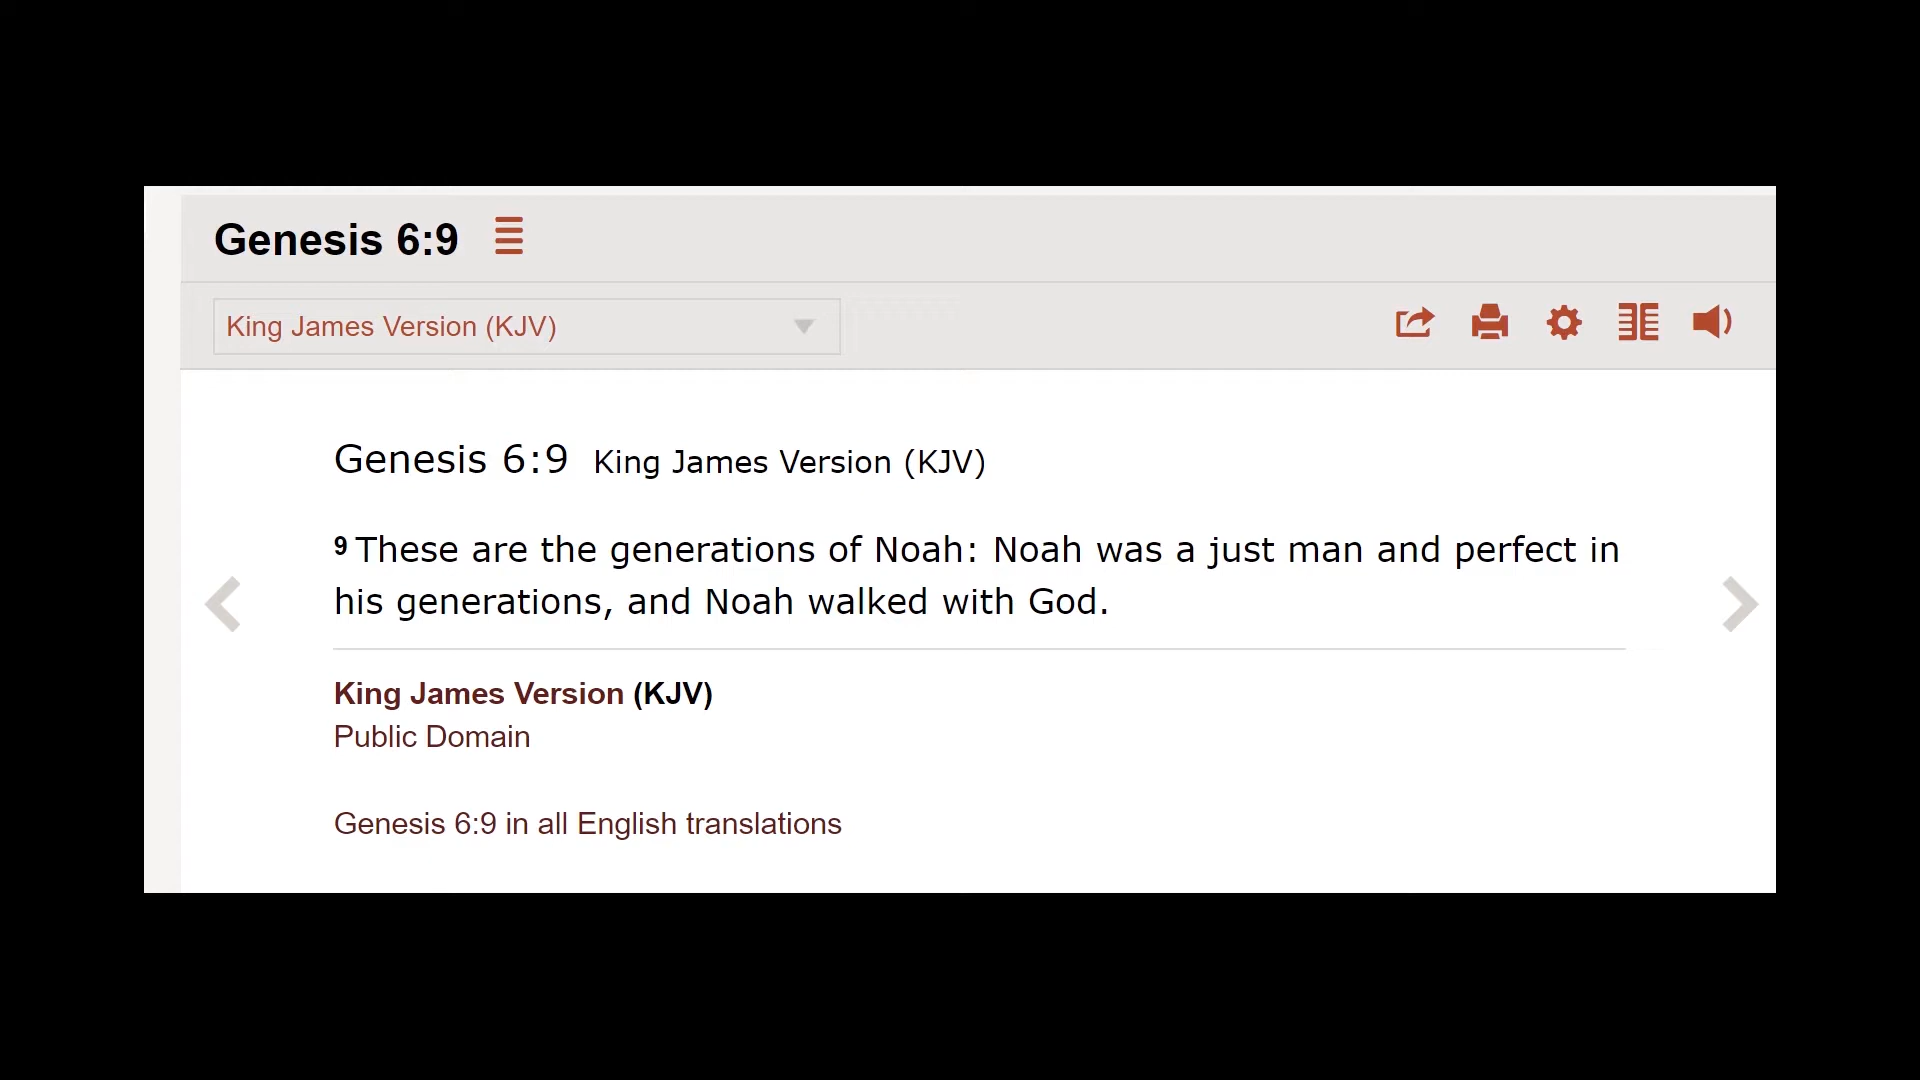 Genesis 6:9
King James Version (KJV)
Genesis 6:9 King James Version (KJV)
9 These are the generations of Noah: Noah was a just man and perfect in
his generations, and Noah walked with God.
King James Version (KJV)
Public Domain
Genesis 6:9 in all English translations